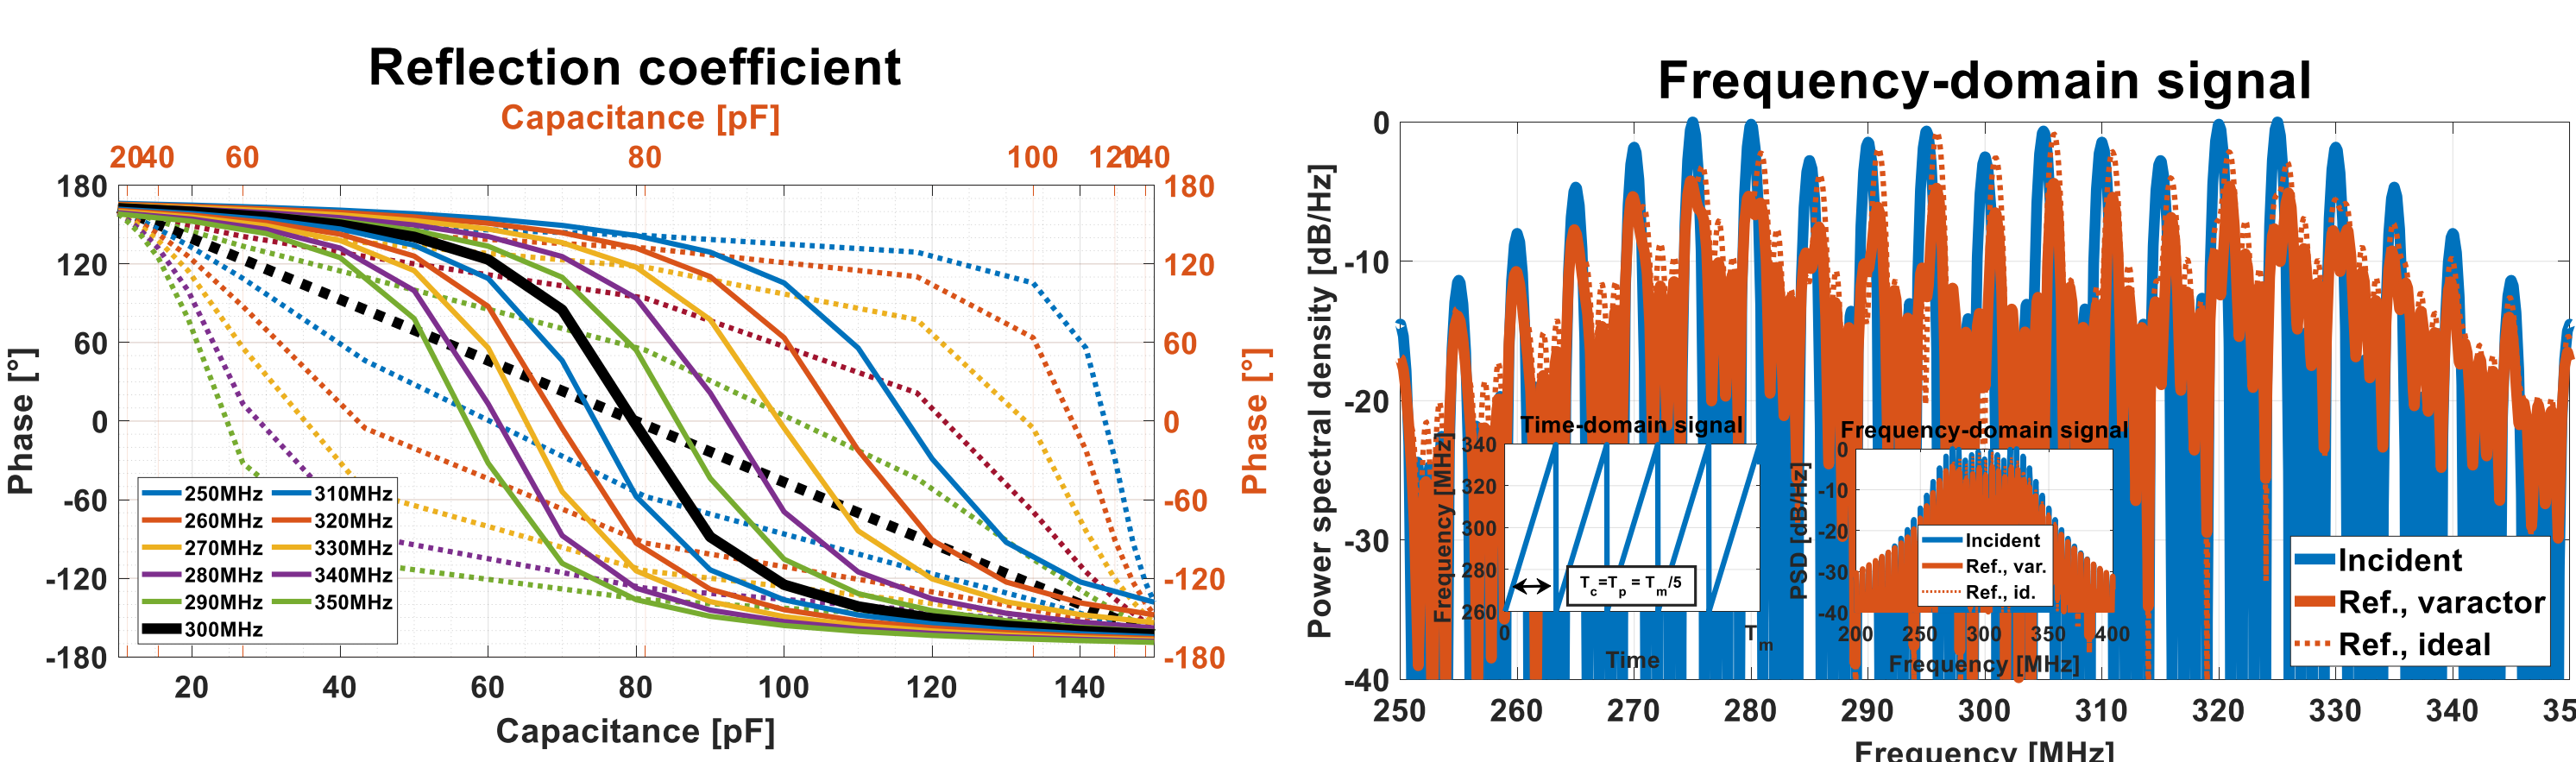 Reflection coefficient
Capacitance [pF]
20 40 60 80 100 120 140
180 120 60 0 -60 -120 -180
Phase [°]
250MHz 310MHz
260MHz 320MHz
270MHz 330MHz
280MHz 340MHz
290MHz 350MHz
300MHz
180 120 60 0 -60 -120 -180
Phase [°]
20 40 60 80 100 120 140
Capacitance [pF]
Frequency-domain signal
Power spectral density [dB/Hz]
0 -10 -20 -30 -40
Time-domain signal
Frequency [MHz]
340 320 300 280 260
Tc=Tp = Tm/5
0 Tm
Time
Frequency-domain signal
PSD [dB/Hz]
0 -10 -20 -30 -40
Incident
Ref., var.
Ref., id.
200 250 300 350 400
Frequency [MHz]
Incident
Ref., varactor
Ref., ideal
250 260 270 280 290 300 310 320 330 340 35
Frequency [MHz]